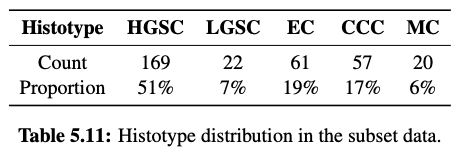 Histotype HGSC LGSC EC CCC MC
Count 169 22 61 57 20
Proportion 51% 7% 19% 17% 6%
Table 5.11: Histotype distribution in the subset data.